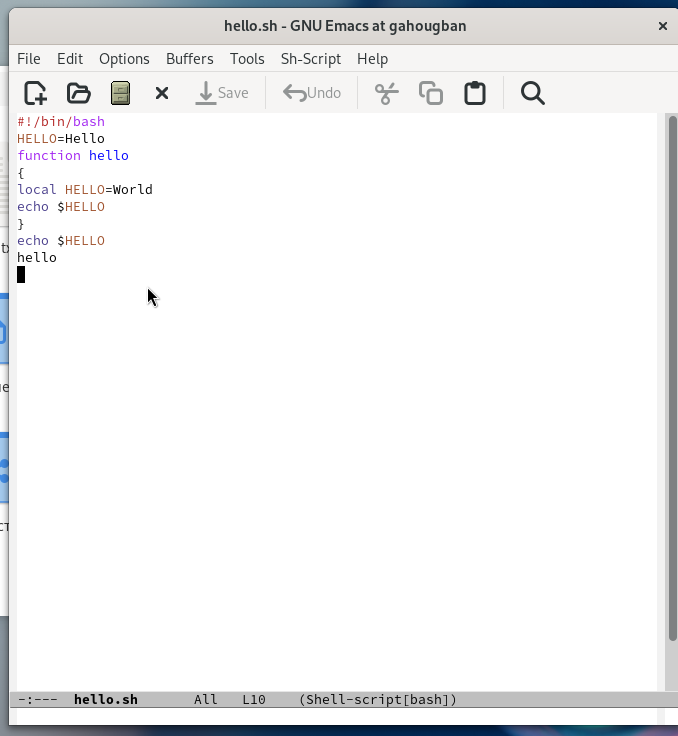 hello.sh - GNU Emacs at gahougban
File Edit Options Buffers Tools Sh-Script Help
Save Undo
#!/bin/bash
HELLO=Hello
function hello
{
local HELLO=World
echo $HELLO
}
echo $HELLO
hello
-:--- hello.sh All L10 (Shell-script[bash])